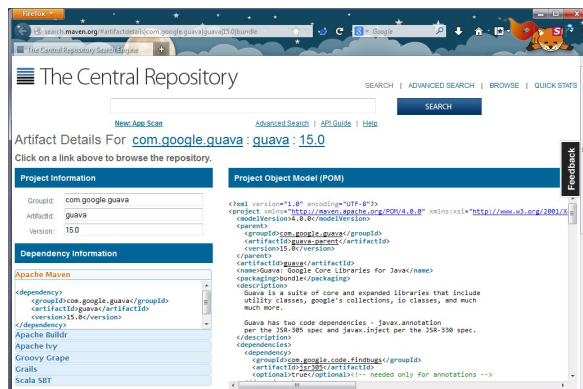 Firefox
search.maven.org/#artifactdetails|com.google.guava|guava|15.0|bundle
Google
The Central Repository Search Engine
The Central Repository
SEARCH | ADVANCED SEARCH | BROWSE | QUICK STATS
SEARCH
New: App Scan
Advanced Search | API Guide | Help
Artifact Details For com.google.guava : guava : 15.0
Click on a link above to browse the repository.
Feedback
Project Information
GroupId: com.google.guava
ArtifactId: guava
Version: 15.0
Dependency Information
Apache Maven
<dependency>
<groupId>com.google.guava</groupId>
<artifactId>guava</artifactId>
<version>15.0</version>
</dependency>
Apache Buildr
Apache Ivy
Groovy Grape
Grails
Scala SBT
Project Object Model (POM)
<?xml version="1.0" encoding="UTF-8"?>
<project xmlns="http://maven.apache.org/POM/4.0.0" xmlns:xsi="http://www.w3.org/2001/X
<modelVersion>4.0.0</modelVersion>
<parent>
<groupId>com.google.guava</groupId>
<artifactId>guava-parent</artifactId>
<version>15.0</version>
</parent>
<artifactId>guava</artifactId>
<name>Guava: Google Core Libraries for Java</name>
<packaging>bundle</packaging>
<description>
Guava is a suite of core and expanded libraries that include
utility classes, google's collections, io classes, and much
much more.
Guava has two code dependencies - javax.annotation
per the JSR-305 spec and javax.inject per the JSR-330 spec.
</description>
<dependencies>
<dependency>
<groupId>com.google.code.findbugs</groupId>
<artifactId>jsr305</artifactId>
<optional>true</optional><!-- needed only for annotations -->